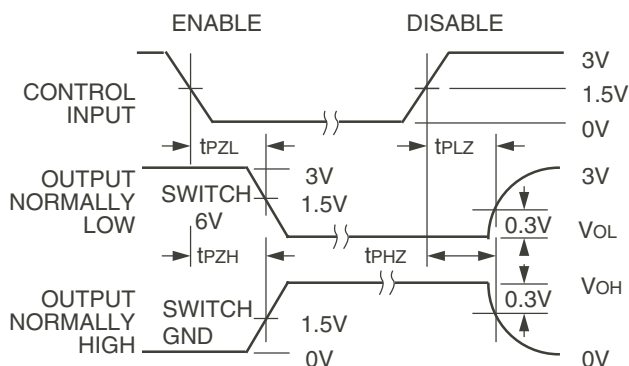 ENABLE DISABLE
3V
CONTROL
INPUT
1.5V
0V
tPZL tPLZ
OUTPUT
NORMALLY
LOW
SWITCH
6V
3V
1.5V
3V
0.3V
VOL
tPZH tPHZ
VOH
0.3V
OUTPUT
NORMALLY
HIGH
SWITCH
GND
1.5V
0V
0V